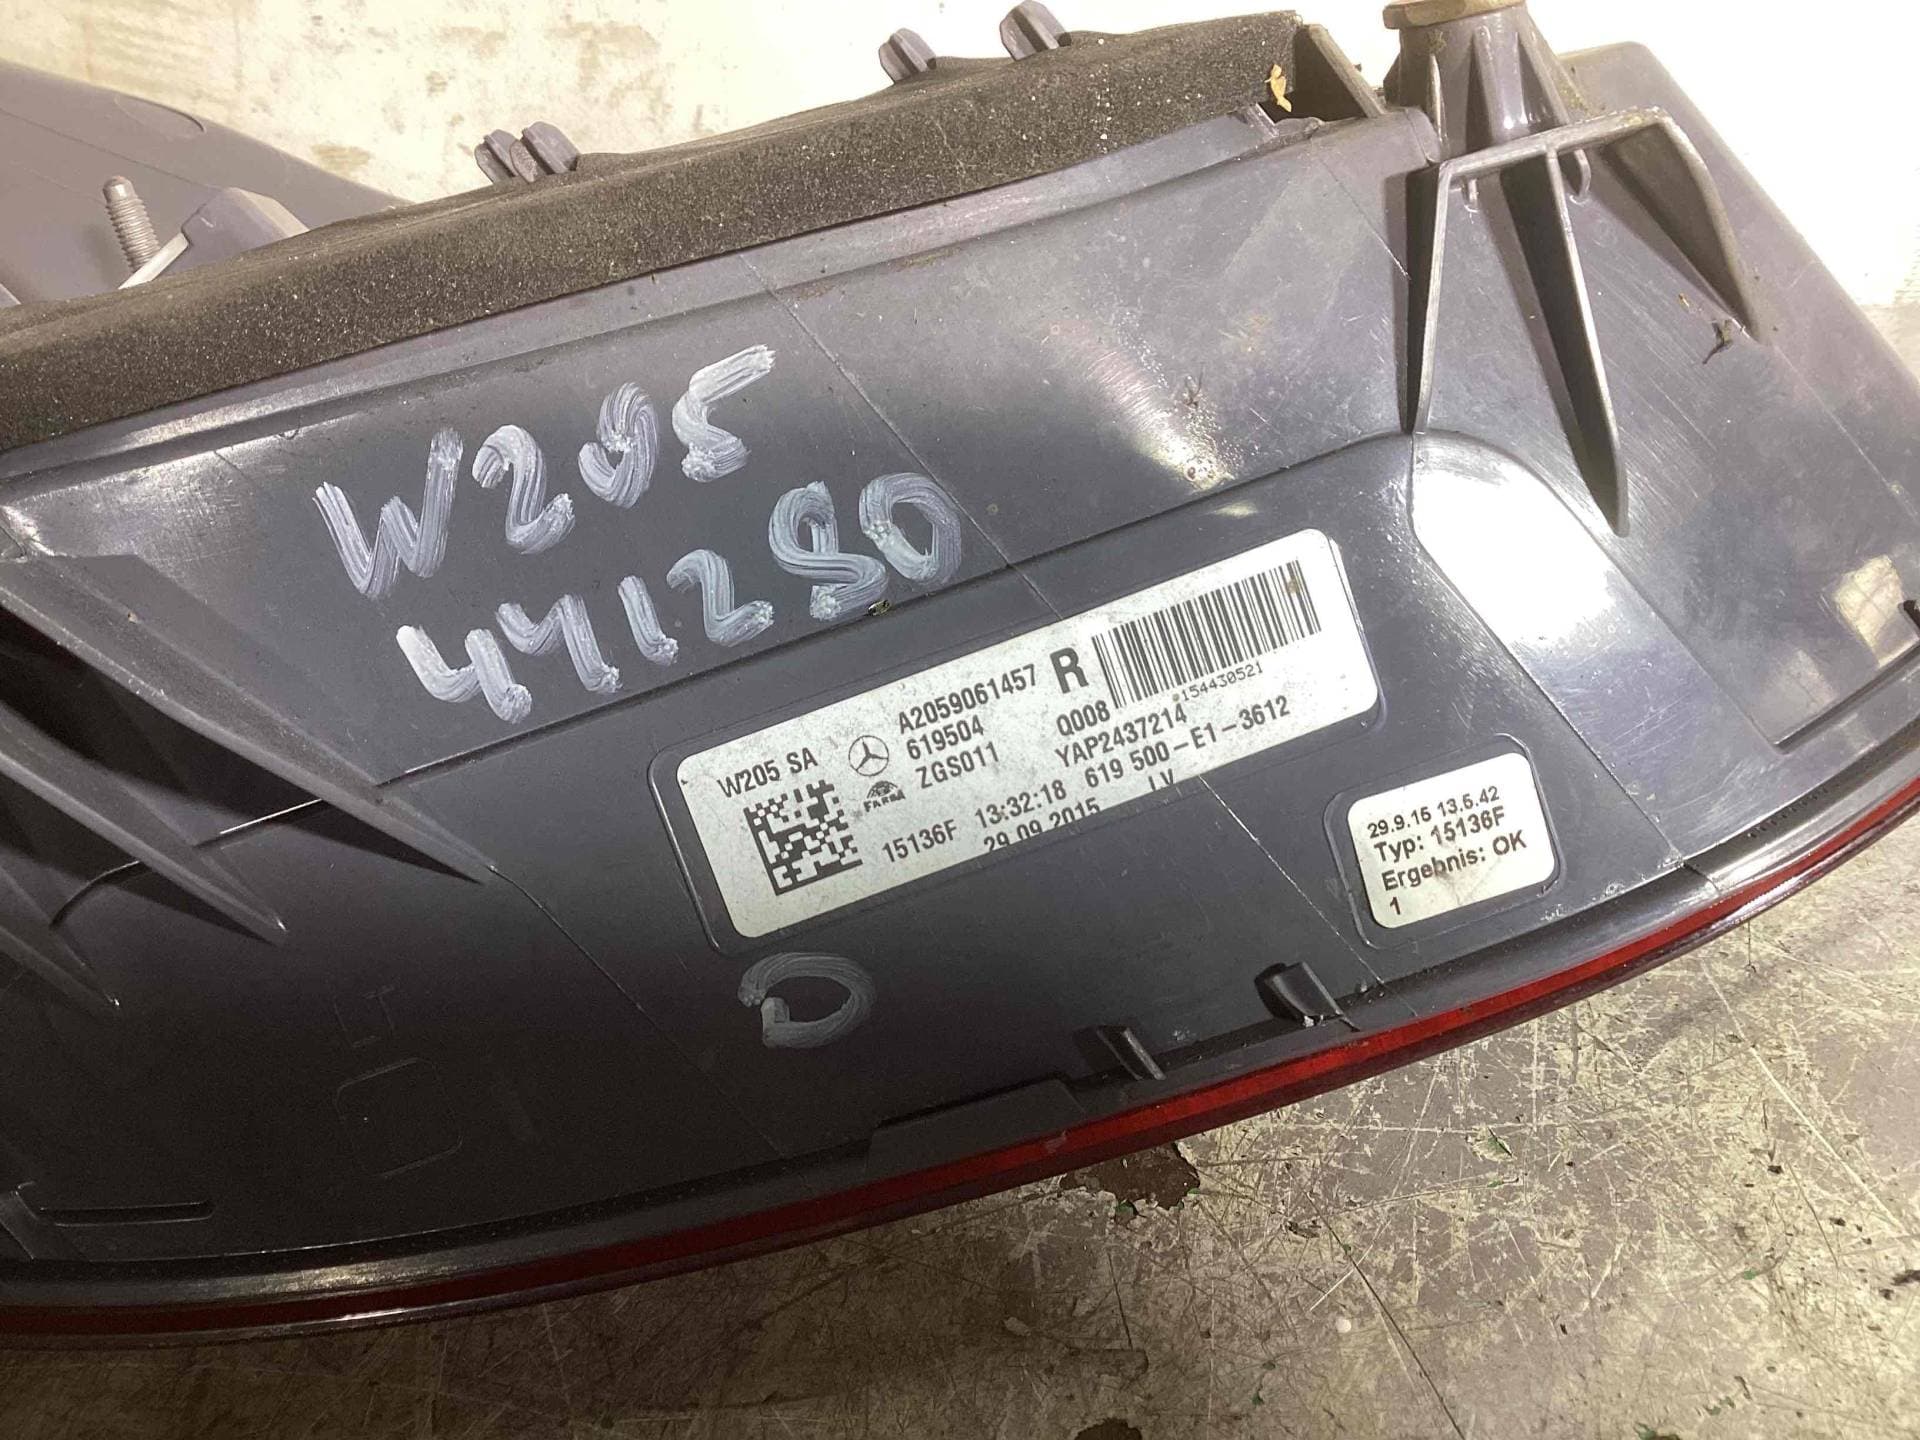 W205
441280
W205 SA
A2059061457 R
619504 Q008
ZGS011 YAP2437214
154430521
FARBA
15136F 13:32:18 619 500-E1-3612
29.09.2015
29.9.15 13.5.42
Typ: 15136F
Ergebnis: OK
1